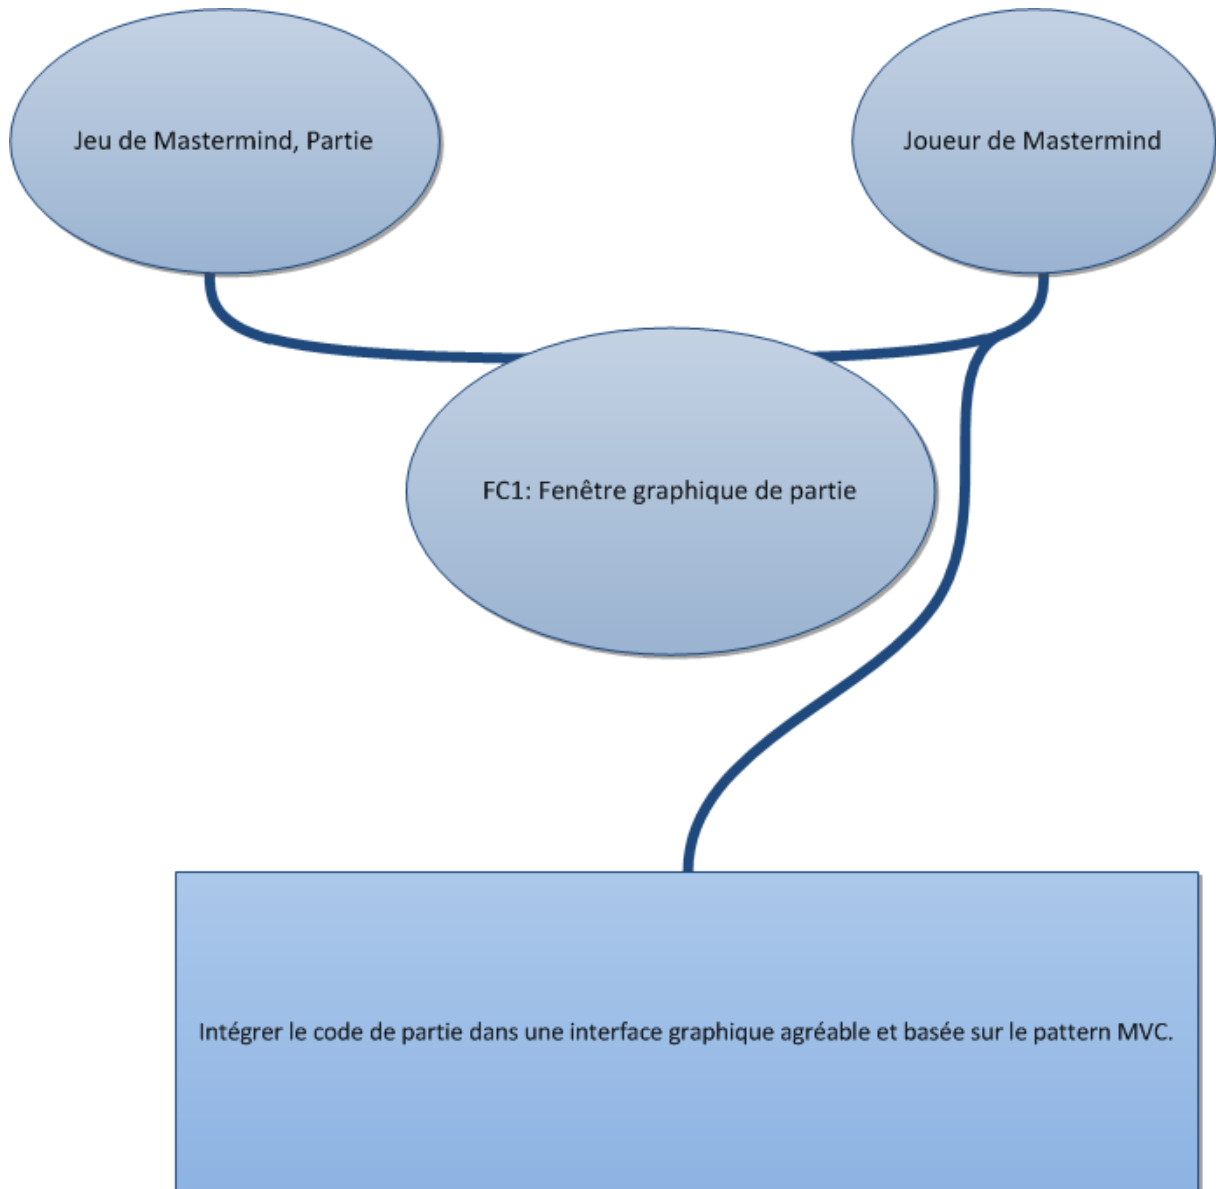 Jeu de Mastermind, Partie
Joueur de Mastermind
FC1: Fenêtre graphique de partie
Intégrer le code de partie dans une interface graphique agréable et basée sur le pattern MVC.